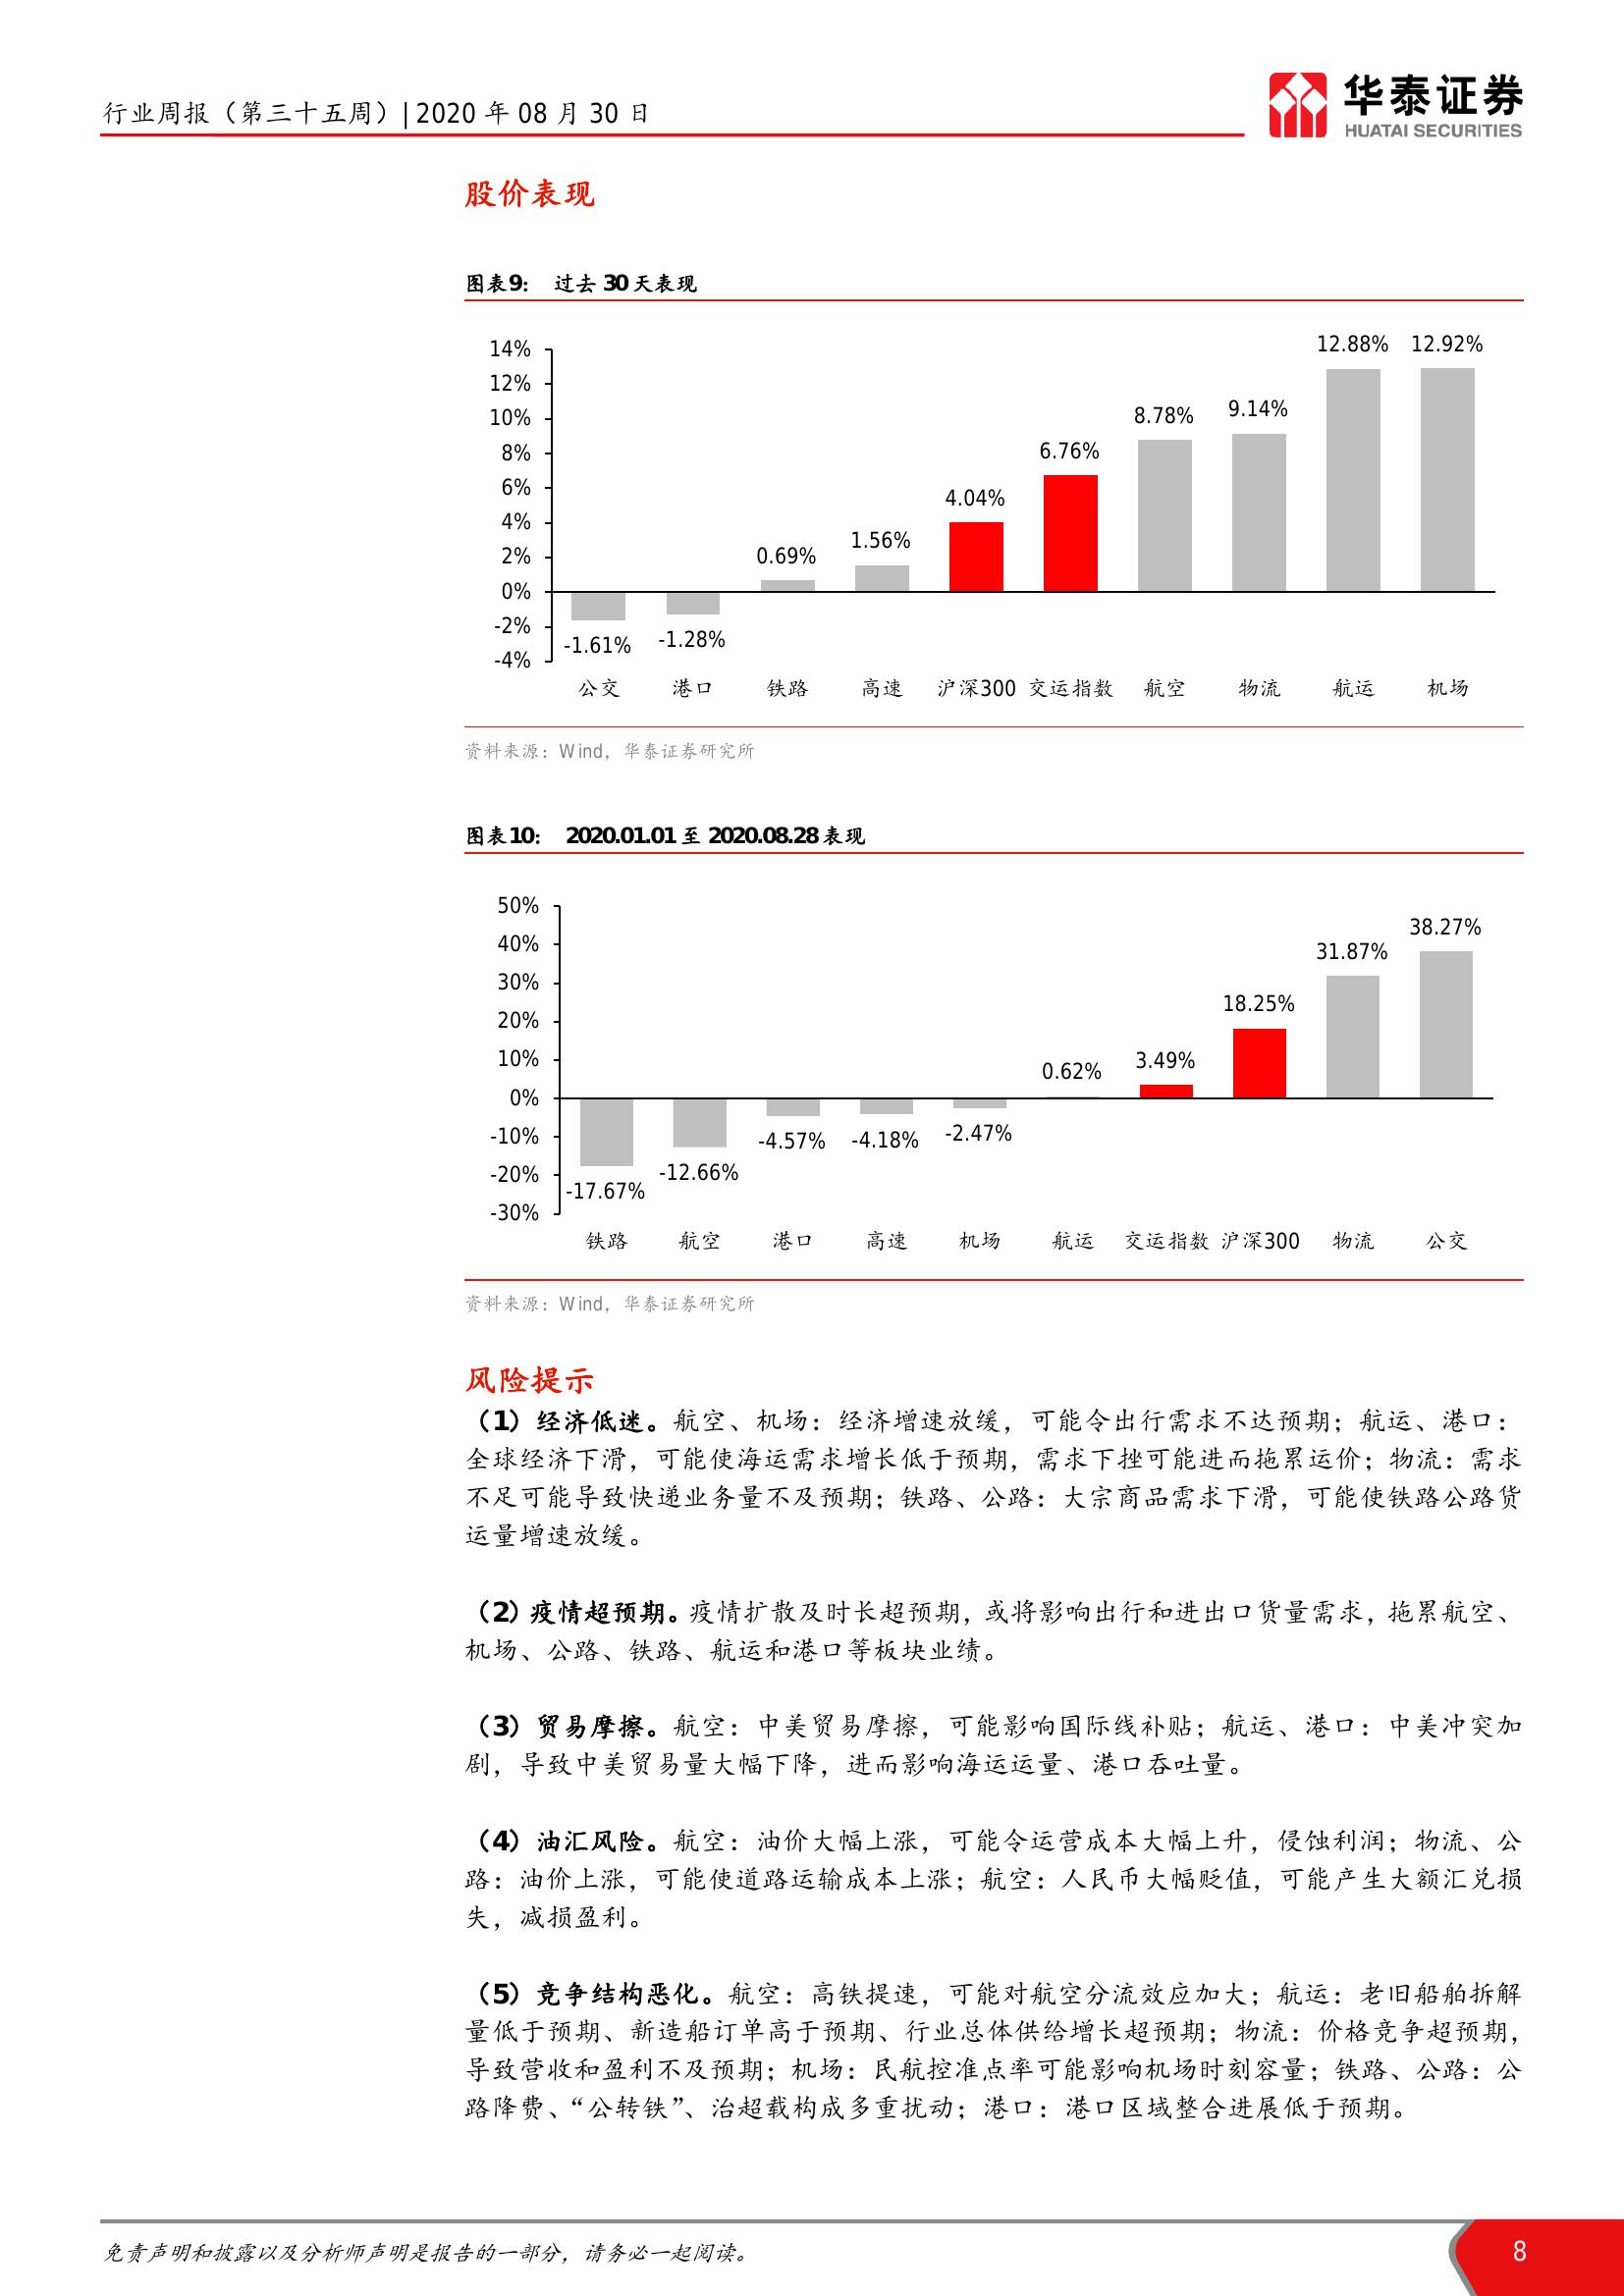 行业周报（第三十五周）| 2020 年 08 月 30 日
华泰证券
HUATAI SECURITIES
股价表现
图表9： 过去 30 天表现
14%
12%
10%
8%
6%
4%
2%
0%
-2%
-4%
-1.61%
-1.28%
0.69%
1.56%
4.04%
6.76%
8.78%
9.14%
12.88%
12.92%
公交 港口 铁路 高速 沪深300 交运指数 航空 物流 航运 机场
资料来源：Wind，华泰证券研究所
图表10： 2020.01.01 至 2020.08.28 表现
50%
40%
30%
20%
10%
0%
-10%
-20%
-30%
-17.67%
-12.66%
-4.57%
-4.18%
-2.47%
0.62%
3.49%
18.25%
31.87%
38.27%
铁路 航空 港口 高速 机场 航运 交运指数 沪深300 物流 公交
资料来源：Wind，华泰证券研究所
风险提示
（1）经济低迷。航空、机场：经济增速放缓，可能令出行需求不达预期；航运、港口：
全球经济下滑，可能使海运需求增长低于预期，需求下挫可能进而拖累运价；物流：需求
不足可能导致快递业务量不及预期；铁路、公路：大宗商品需求下滑，可能使铁路公路货
运量增速放缓。
（2）疫情超预期。疫情扩散及时长超预期，或将影响出行和进出口货量需求，拖累航空、
机场、公路、铁路、航运和港口等板块业绩。
（3）贸易摩擦。航空：中美贸易摩擦，可能影响国际线补贴；航运、港口：中美冲突加
剧，导致中美贸易量大幅下降，进而影响海运运量、港口吞吐量。
（4）油汇风险。航空：油价大幅上涨，可能令运营成本大幅上升，侵蚀利润；物流、公
路：油价上涨，可能使道路运输成本上涨；航空：人民币大幅贬值，可能产生大额汇兑损
失，减损盈利。
（5）竞争结构恶化。航空：高铁提速，可能对航空分流效应加大；航运：老旧船舶拆解
量低于预期、新造船订单高于预期、行业总体供给增长超预期；物流：价格竞争超预期，
导致营收和盈利不及预期；机场：民航控准点率可能影响机场时刻容量；铁路、公路：公
路降费、“公转铁”、治超载构成多重扰动；港口：港口区域整合进展低于预期。
免责声明和披露以及分析师声明是报告的一部分，请务必一起阅读。
8